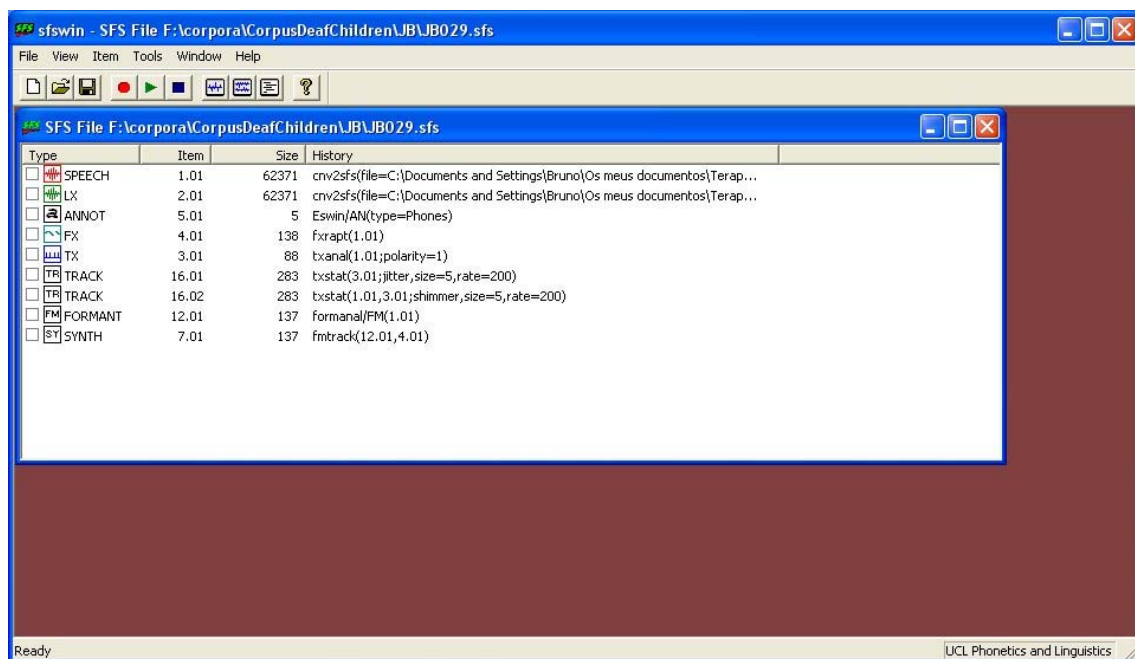 sfswin - SFS File F:\corpora\CorpusDeafChildren\JB\JB029.sfs
File View Item Tools Window Help
SFS File F:\corpora\CorpusDeafChildren\JB\JB029.sfs
Type Item Size History
SPEECH 1.01 62371 cnv2sfs(file=C:\Documents and Settings\Bruno\Os meus documentos\Terap...
LX 2.01 62371 cnv2sfs(file=C:\Documents and Settings\Bruno\Os meus documentos\Terap...
a ANNOT 5.01 5 Eswin/AN(type=Phones)
FX 4.01 138 fxrapt(1.01)
TX 3.01 88 txanal(1.01;polarity=1)
TR TRACK 16.01 283 txstat(3.01;jitter,size=5,rate=200)
TR TRACK 16.02 283 txstat(1.01,3.01;shimmer,size=5,rate=200)
FM FORMANT 12.01 137 formanal/FM(1.01)
SY SYNTH 7.01 137 fmtrack(12.01,4.01)
Ready UCL Phonetics and Linguistics